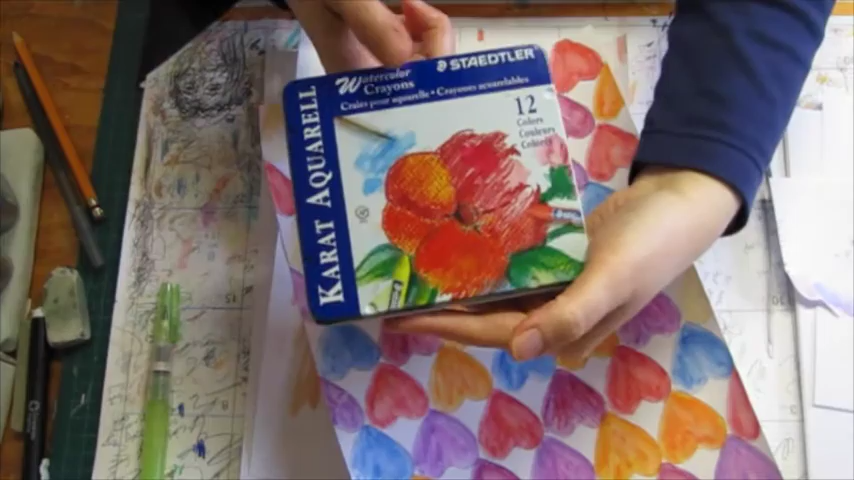 STAEDTLER
Watercolor
Crayons
Craies pour aquarelle • Crayones acuarelables
KARAT AQUARELL
12
Colors
Couleurs
Colores